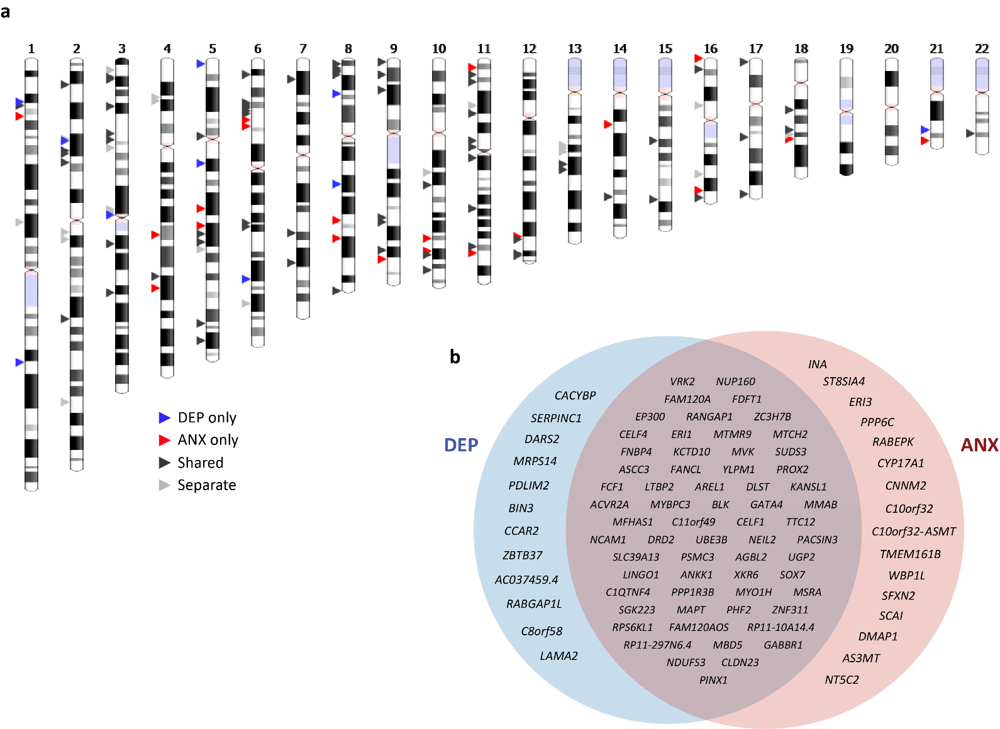 a
1 2 3 4 5 6 7 8 9 10 11 12 13 14 15 16 17 18 19 20 21 22
DEP only
ANX only
Shared
Separate
b
DEP
ANX
CACYBP
SERPINC1
DARS2
MRPS14
PDLIM2
BIN3
CCAR2
ZBTB37
AC037459.4
RABGAP1L
C8orf58
LAMA2
VRK2 NUP160
FAM120A FDFT1
EP300 RANGAP1 ZC3H7B
CELF4 ERI1 MTMR9 MTCH2
FNBP4 KCTD10 MVK SUDS3
ASCC3 FANCL YLPM1 PROX2
FCF1 LTBP2 AREL1 DLST KANSL1
ACVR2A MYBPC3 BLK GATA4 MMAB
MFHAS1 C11orf49 CELF1 TTC12
NCAM1 DRD2 UBE3B NEIL2 PACSIN3
SLC39A13 PSMC3 AGBL2 UGP2
LINGO1 ANKK1 XKR6 SOX7
C1QTNF4 PPP1R3B MYO1H MSRA
SGK223 MAPT PHF2 ZNF311
RPS6KL1 FAM120AOS RP11-10A14.4
RP11-297N6.4 MBD5 GABBR1
NDUFS3 CLDN23
PINX1
INA
ST8SIA4
ERI3
PPP6C
RABEPK
CYP17A1
CNNM2
C10orf32
C10orf32-ASMT
TMEM161B
WBP1L
SFXN2
SCAI
DMAP1
AS3MT
NT5C2